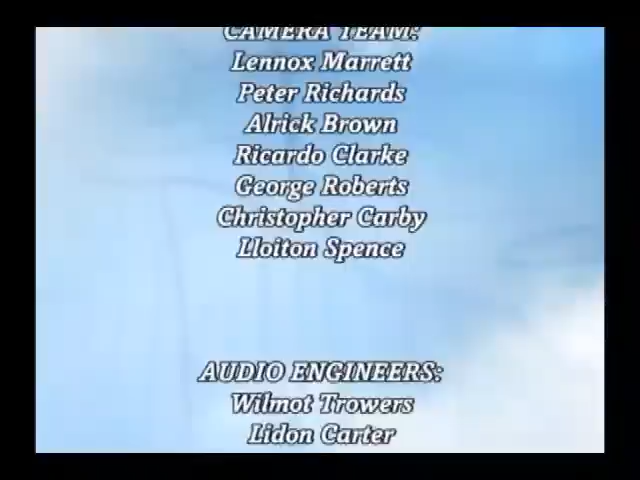 CAMERA TEAM:
Lennox Marrett
Peter Richards
Alrick Brown
Ricardo Clarke
George Roberts
Christopher Carby
Lloiton Spence
AUDIO ENGINEERS:
Wilmot Trowers
Lidon Carter